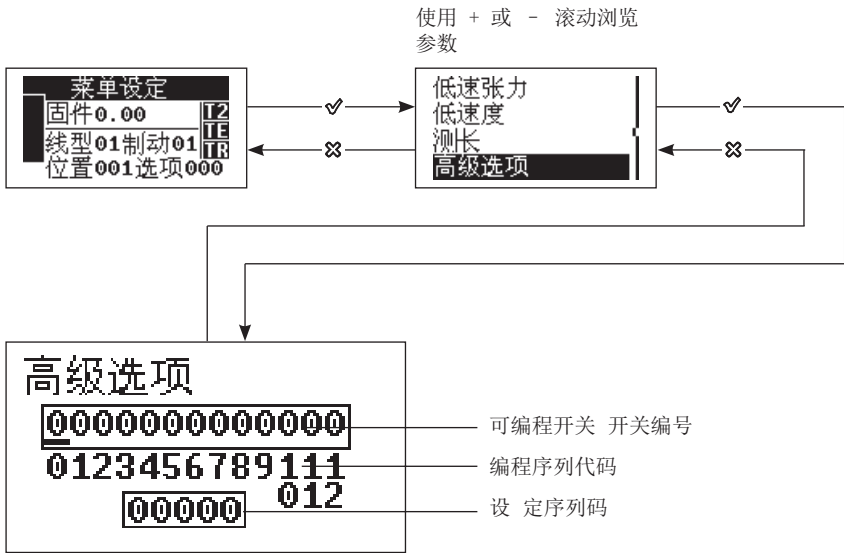 使用 + 或 - 滚动浏览
参数
菜单设定
固件0.00
T2
TE
线型01制动01
TR
位置001选项000
低速张力
低速度
测长
高级选项
高级选项
0000000000000
0123456789111
012
00000
可编程开关 开关编号
编程序列代码
设 定序列码